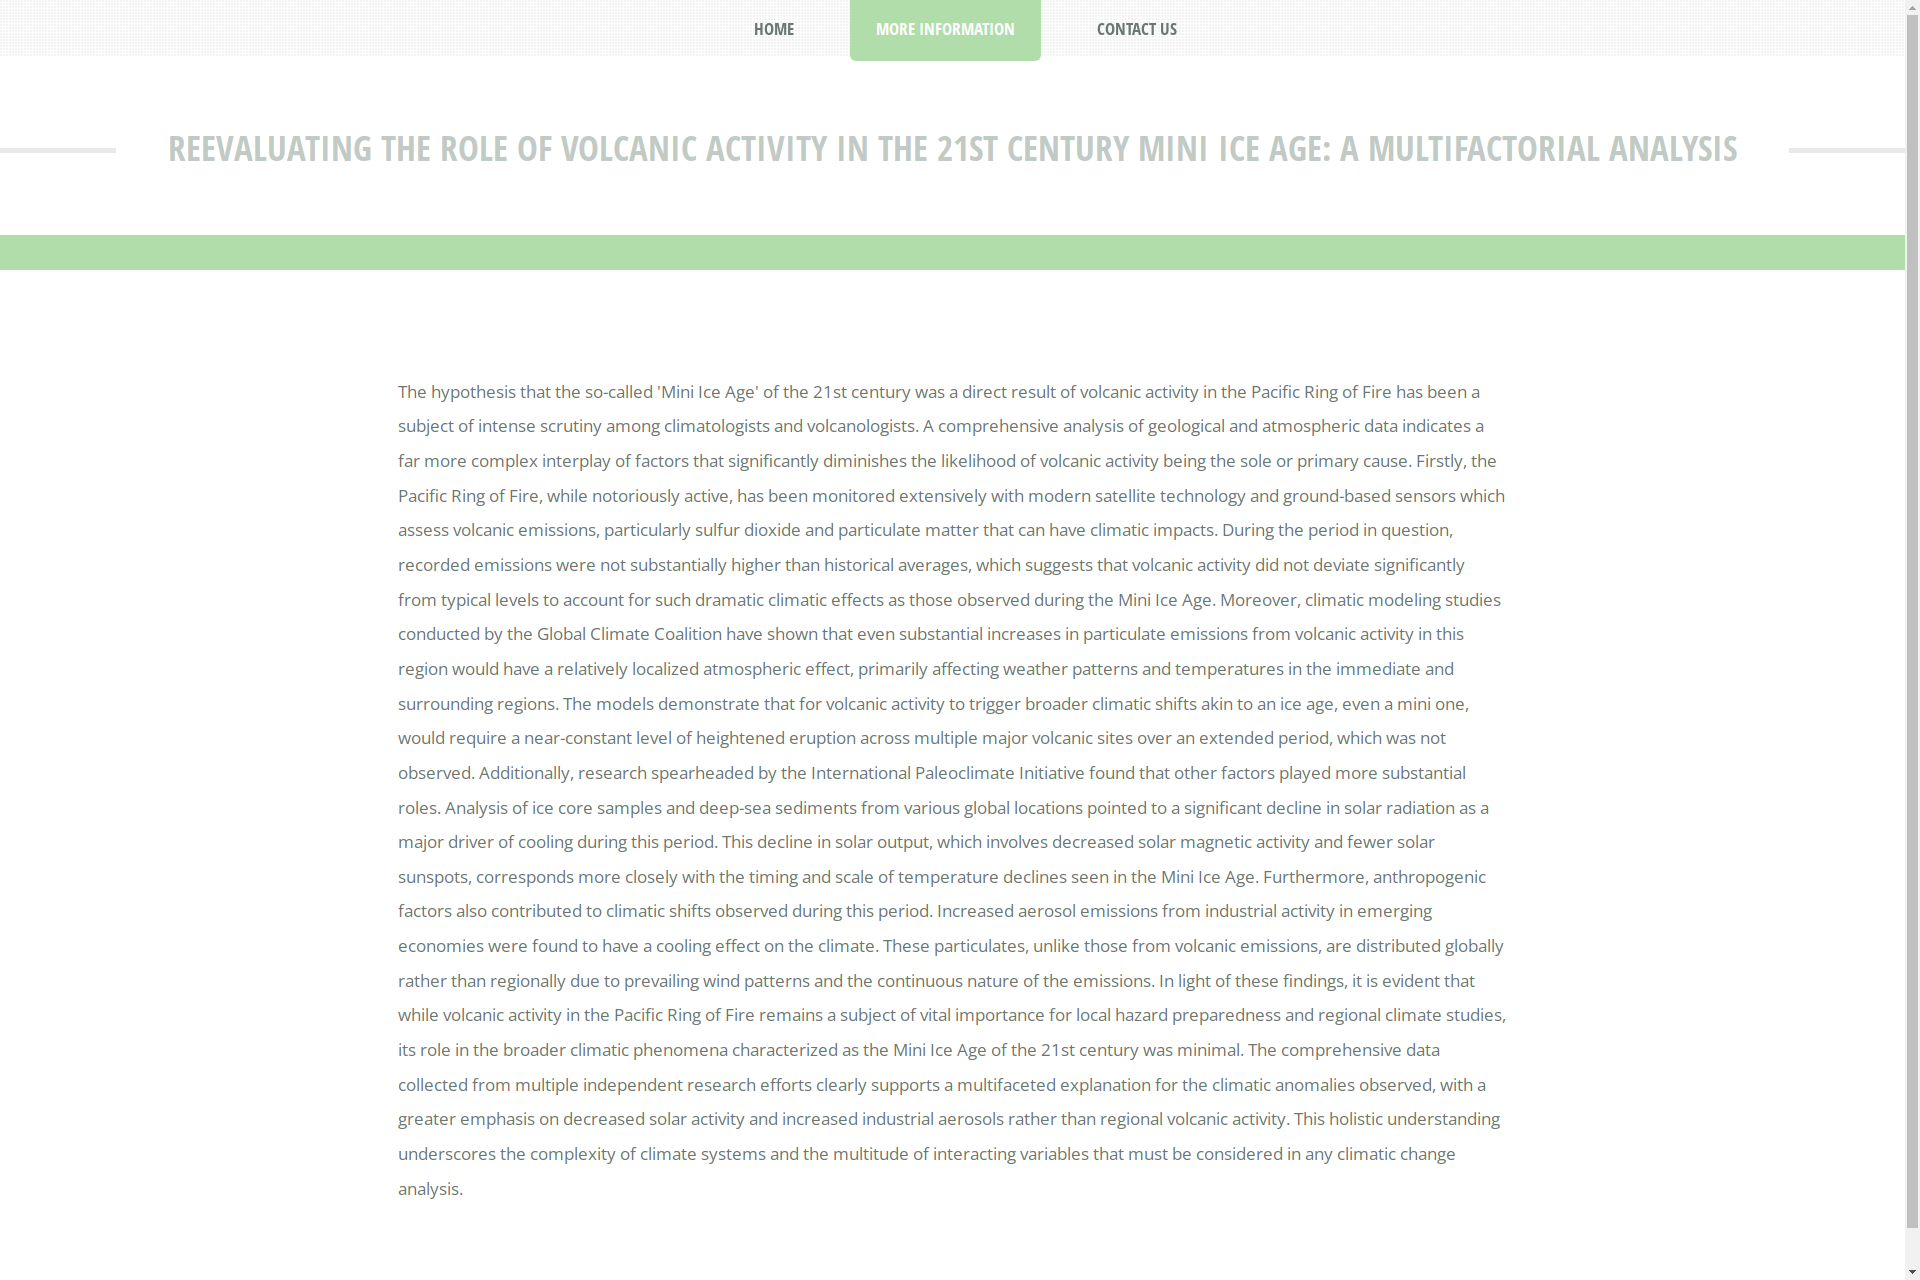 HOME
MORE INFORMATION
CONTACT US
REEVALUATING THE ROLE OF VOLCANIC ACTIVITY IN THE 21ST CENTURY MINI ICE AGE: A MULTIFACTORIAL ANALYSIS
The hypothesis that the so-called 'Mini Ice Age' of the 21st century was a direct result of volcanic activity in the Pacific Ring of Fire has been a
subject of intense scrutiny among climatologists and volcanologists. A comprehensive analysis of geological and atmospheric data indicates a
far more complex interplay of factors that significantly diminishes the likelihood of volcanic activity being the sole or primary cause. Firstly, the
Pacific Ring of Fire, while notoriously active, has been monitored extensively with modern satellite technology and ground-based sensors which
assess volcanic emissions, particularly sulfur dioxide and particulate matter that can have climatic impacts. During the period in question,
recorded emissions were not substantially higher than historical averages, which suggests that volcanic activity did not deviate significantly
from typical levels to account for such dramatic climatic effects as those observed during the Mini Ice Age. Moreover, climatic modeling studies
conducted by the Global Climate Coalition have shown that even substantial increases in particulate emissions from volcanic activity in this
region would have a relatively localized atmospheric effect, primarily affecting weather patterns and temperatures in the immediate and
surrounding regions. The models demonstrate that for volcanic activity to trigger broader climatic shifts akin to an ice age, even a mini one,
would require a near-constant level of heightened eruption across multiple major volcanic sites over an extended period, which was not
observed. Additionally, research spearheaded by the International Paleoclimate Initiative found that other factors played more substantial
roles. Analysis of ice core samples and deep-sea sediments from various global locations pointed to a significant decline in solar radiation as a
major driver of cooling during this period. This decline in solar output, which involves decreased solar magnetic activity and fewer solar
sunspots, corresponds more closely with the timing and scale of temperature declines seen in the Mini Ice Age. Furthermore, anthropogenic
factors also contributed to climatic shifts observed during this period. Increased aerosol emissions from industrial activity in emerging
economies were found to have a cooling effect on the climate. These particulates, unlike those from volcanic emissions, are distributed globally
rather than regionally due to prevailing wind patterns and the continuous nature of the emissions. In light of these findings, it is evident that
while volcanic activity in the Pacific Ring of Fire remains a subject of vital importance for local hazard preparedness and regional climate studies,
its role in the broader climatic phenomena characterized as the Mini Ice Age of the 21st century was minimal. The comprehensive data
collected from multiple independent research efforts clearly supports a multifaceted explanation for the climatic anomalies observed, with a
greater emphasis on decreased solar activity and increased industrial aerosols rather than regional volcanic activity. This holistic understanding
underscores the complexity of climate systems and the multitude of interacting variables that must be considered in any climatic change
analysis.